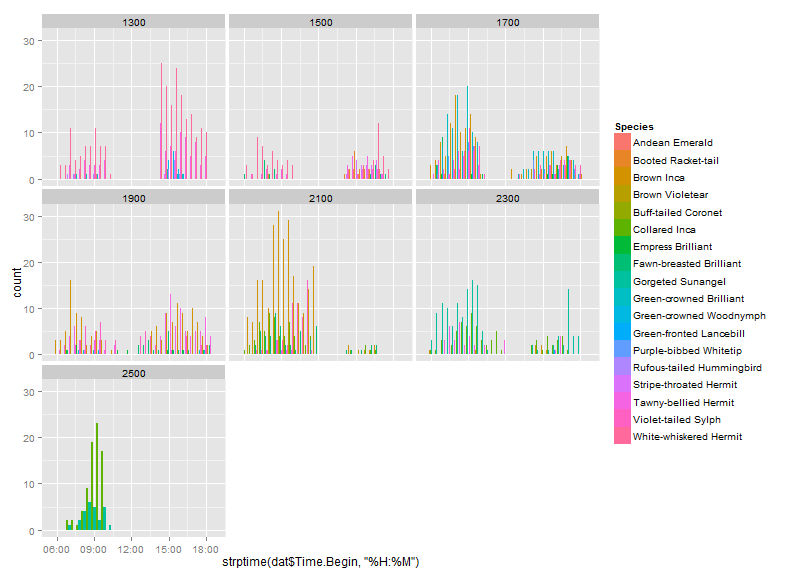 1300
1500
1700
30
20
10
0
1900
2100
2300
30
20
10
0
2500
30
20
10
0
06:00 09:00 12:00 15:00 18:00
count
strptime(dat$Time.Begin, "%H:%M")
Species
Andean Emerald
Booted Racket-tail
Brown Inca
Brown Violetear
Buff-tailed Coronet
Collared Inca
Empress Brilliant
Fawn-breasted Brilliant
Gorgeted Sunangel
Green-crowned Brilliant
Green-crowned Woodnymph
Green-fronted Lancebill
Purple-bibbed Whitetip
Rufous-tailed Hummingbird
Stripe-throated Hermit
Tawny-bellied Hermit
Violet-tailed Sylph
White-whiskered Hermit